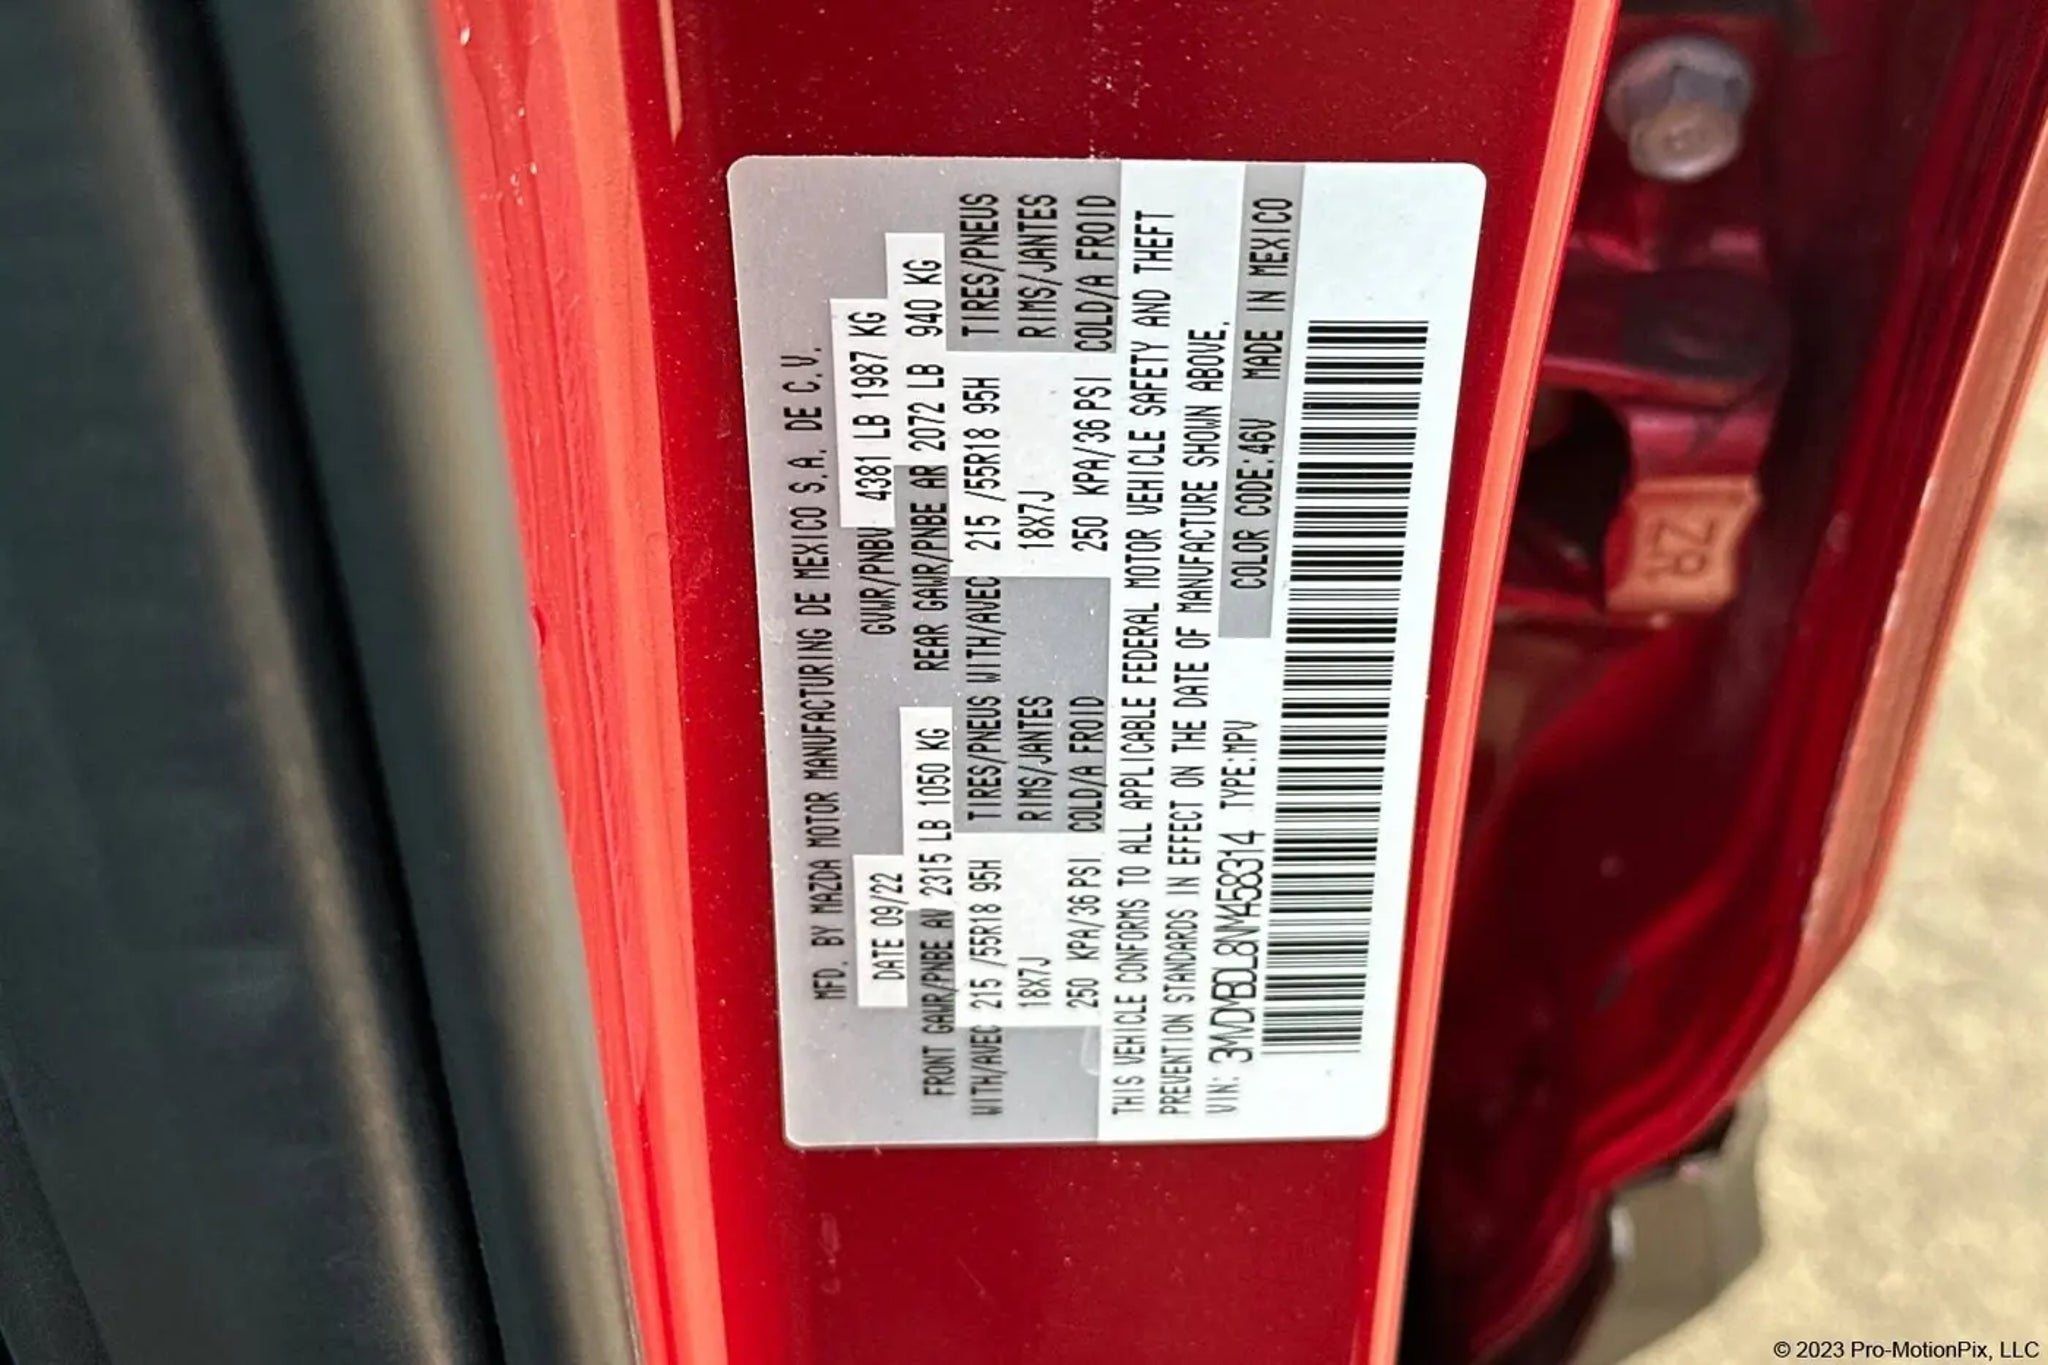 MFD. BY MAZDA MOTOR MANUFACTURING DE MEXICO S.A. DE C.V.
DATE 09/22 GVWR/PNBV 4381 LB 1987 KG
FRONT GAWR/PNBE AV 2315 LB 1050 KG REAR GAWR/PNBE AR 2072 LB 940 KG
WITH/AVEC 215 /55R18 95H TIRES/PNEUS WITH/AVEC 215 /55R18 95H TIRES/PNEUS
18X7J RIMS/JANTES 18X7J RIMS/JANTES
250 KPA/36 PSI COLD/A FROID 250 KPA/36 PSI COLD/A FROID
THIS VEHICLE CONFORMS TO ALL APPLICABLE FEDERAL MOTOR VEHICLE SAFETY AND THEFT
PREVENTION STANDARDS IN EFFECT ON THE DATE OF MANUFACTURE SHOWN ABOVE.
VIN: 3MVDMBDL8NM458314 TYPE:MPV COLOR CODE:46V MADE IN MEXICO
7R
© 2023 Pro-MotionPix, LLC